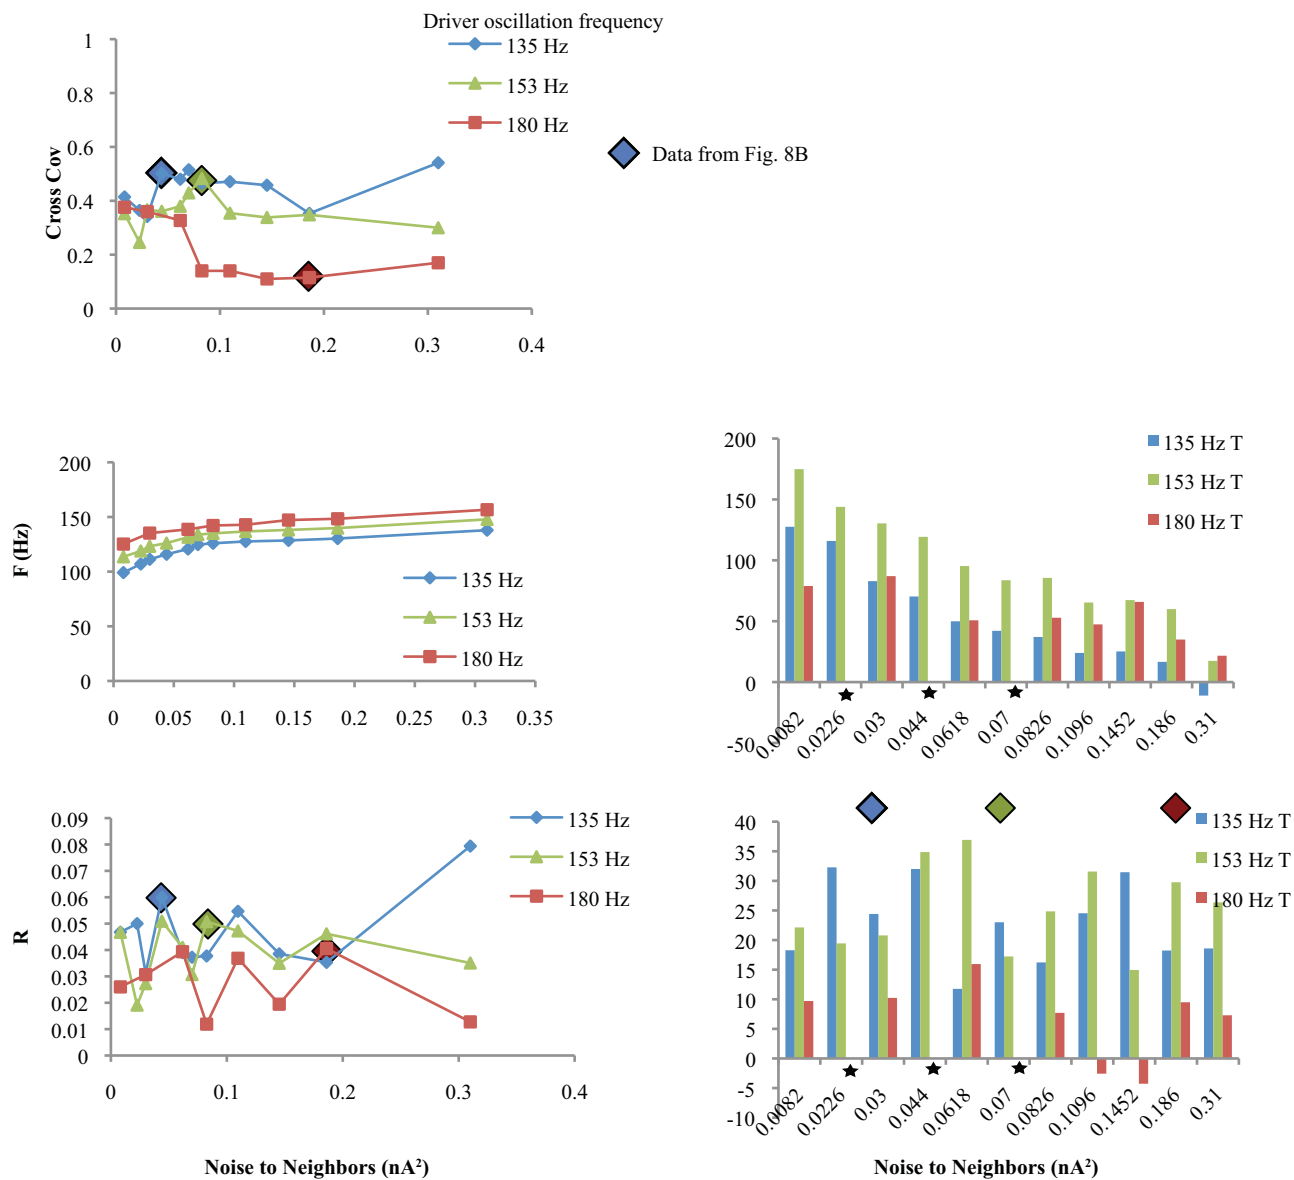 Driver oscillation frequency
135 Hz
153 Hz
180 Hz
Data from Fig. 8B
Cross Cov
1
0.8
0.6
0.4
0.2
0
0 0.1 0.2 0.3 0.4
F (Hz)
200
150
100
50
0
135 Hz
153 Hz
180 Hz
0 0.05 0.1 0.15 0.2 0.25 0.3 0.35
200
150
100
50
0
-50
135 Hz T
153 Hz T
180 Hz T
0.0082 0.0226 0.03 0.044 0.0618 0.07 0.0826 0.1096 0.1452 0.186 0.31
R
0.09
0.08
0.07
0.06
0.05
0.04
0.03
0.02
0.01
0
135 Hz
153 Hz
180 Hz
0 0.1 0.2 0.3 0.4
Noise to Neighbors (nA²)
40
35
30
25
20
15
10
5
0
-5
-10
135 Hz T
153 Hz T
180 Hz T
0.0082 0.0226 0.03 0.044 0.0618 0.07 0.0826 0.1096 0.1452 0.186 0.31
Noise to Neighbors (nA²)